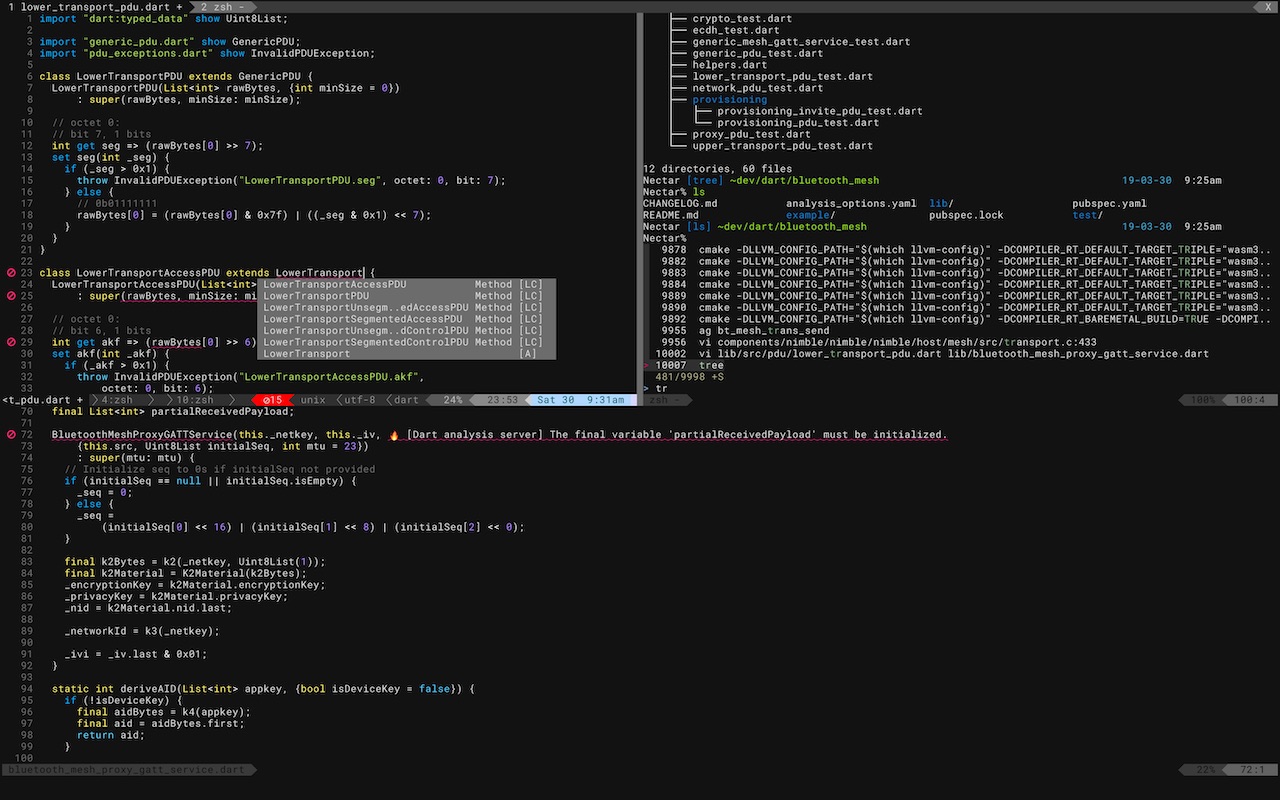 1 lower_transport_pdu.dart + 2 zsh - X
1 import "dart:typed_data" show Uint8List;
2
3 import "generic_pdu.dart" show GenericPDU;
4 import "pdu_exceptions.dart" show InvalidPDUException;
5
6 class LowerTransportPDU extends GenericPDU {
7 LowerTransportPDU(List<int> rawBytes, {int minSize = 0})
8 : super(rawBytes, minSize: minSize);
9
10 // octet 0:
11 // bit 7, 1 bits
12 int get seg => (rawBytes[0] >> 7);
13 set seg(int _seg) {
14 if (_seg > 0x1) {
15 throw InvalidPDUException("LowerTransportPDU.seg", octet: 0, bit: 7);
16 } else {
17 // 0b01111111
18 rawBytes[0] = (rawBytes[0] & 0x7f) | ((_seg & 0x1) << 7);
19 }
20 }
21 }
22
23 class LowerTransportAccessPDU extends LowerTransport {
24 LowerTransportAccessPDU(List<int>
25 : super(rawBytes, minSize: mi
26
27 // octet 0:
28 // bit 6, 1 bits
29 int get akf => (rawBytes[0] >> 6)
30 set akf(int _akf) {
31 if (_akf > 0x1) {
32 throw InvalidPDUException("LowerTransportAccessPDU.akf",
33 octet: 0, bit: 6);
LowerTransportAccessPDU Method [LC]
LowerTransportPDU Method [LC]
LowerTransportUnsegm..edAccessPDU Method [LC]
LowerTransportSegmentedAccessPDU Method [LC]
LowerTransportUnsegm..dControlPDU Method [LC]
LowerTransportSegmentedControlPDU Method [LC]
LowerTransport [A]
<t_pdu.dart + 4:zsh 10:zsh ⊘15 unix utf-8 dart 24% 23:53 Sat 30 9:31am
crypto_test.dart
ecdh_test.dart
generic_mesh_gatt_service_test.dart
generic_pdu_test.dart
helpers.dart
lower_transport_pdu_test.dart
network_pdu_test.dart
provisioning
provisioning_invite_pdu_test.dart
provisioning_pdu_test.dart
proxy_pdu_test.dart
upper_transport_pdu_test.dart
12 directories, 60 files
Nectar [tree] ~dev/dart/bluetooth_mesh 19-03-30 9:25am
Nectar% ls
CHANGELOG.md analysis_options.yaml lib/ pubspec.yaml
README.md example/ pubspec.lock test/
Nectar [ls] ~dev/dart/bluetooth_mesh 19-03-30 9:25am
Nectar%
9878 cmake -DLLVM_CONFIG_PATH="$(which llvm-config)" -DCOMPILER_RT_DEFAULT_TARGET_TRIPLE="wasm3..
9882 cmake -DLLVM_CONFIG_PATH="$(which llvm-config)" -DCOMPILER_RT_DEFAULT_TARGET_TRIPLE="wasm3..
9883 cmake -DLLVM_CONFIG_PATH="$(which llvm-config)" -DCOMPILER_RT_DEFAULT_TARGET_TRIPLE="wasm3..
9884 cmake -DLLVM_CONFIG_PATH="$(which llvm-config)" -DCOMPILER_RT_DEFAULT_TARGET_TRIPLE="wasm3..
9889 cmake -DLLVM_CONFIG_PATH="$(which llvm-config)" -DCOMPILER_RT_DEFAULT_TARGET_TRIPLE="wasm3..
9890 cmake -DLLVM_CONFIG_PATH="$(which llvm-config)" -DCOMPILER_RT_DEFAULT_TARGET_TRIPLE="wasm3..
9892 cmake -DLLVM_CONFIG_PATH="$(which llvm-config)" -DCOMPILER_RT_BAREMETAL_BUILD=TRUE -DCOMPI..
9955 ag bt_mesh_trans_send
9956 vi components/nimble/nimble/nimble/host/mesh/src/transport.c:433
10002 vi lib/src/pdu/lower_transport_pdu.dart lib/bluetooth_mesh_proxy_gatt_service.dart
> 10007 tree
481/9998 +S
> tr
zsh - 100% 100:4
70 final List<int> partialReceivedPayload;
71
72 BluetoothMeshProxyGATTService(this._netkey, this._iv, 🔥 [Dart analysis server] The final variable 'partialReceivedPayload' must be initialized.
73 {this.src, Uint8List initialSeq, int mtu = 23})
74 : super(mtu: mtu) {
75 // Initialize seq to 0s if initialSeq not provided
76 if (initialSeq == null || initialSeq.isEmpty) {
77 _seq = 0;
78 } else {
79 _seq =
80 (initialSeq[0] << 16) | (initialSeq[1] << 8) | (initialSeq[2] << 0);
81 }
82
83 final k2Bytes = k2(_netkey, Uint8List(1));
84 final k2Material = K2Material(k2Bytes);
85 _encryptionKey = k2Material.encryptionKey;
86 _privacyKey = k2Material.privacyKey;
87 _nid = k2Material.nid.last;
88
89 _networkId = k3(_netkey);
90
91 _ivi = _iv.last & 0x01;
92 }
93
94 static int deriveAID(List<int> appkey, {bool isDeviceKey = false}) {
95 if (!isDeviceKey) {
96 final aidBytes = k4(appkey);
97 final aid = aidBytes.first;
98 return aid;
99 }
100
bluetooth_mesh_proxy_gatt_service.dart 22% 72:1